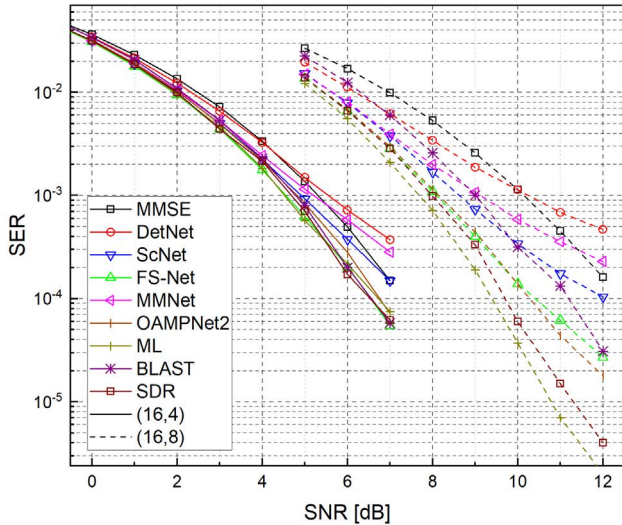 SER
10⁻²
10⁻³
10⁻⁴
10⁻⁵
MMSE
DetNet
ScNet
FS-Net
MMNet
OAMPNet2
ML
BLAST
SDR
(16,4)
(16,8)
0 2 4 6 8 10 12
SNR [dB]